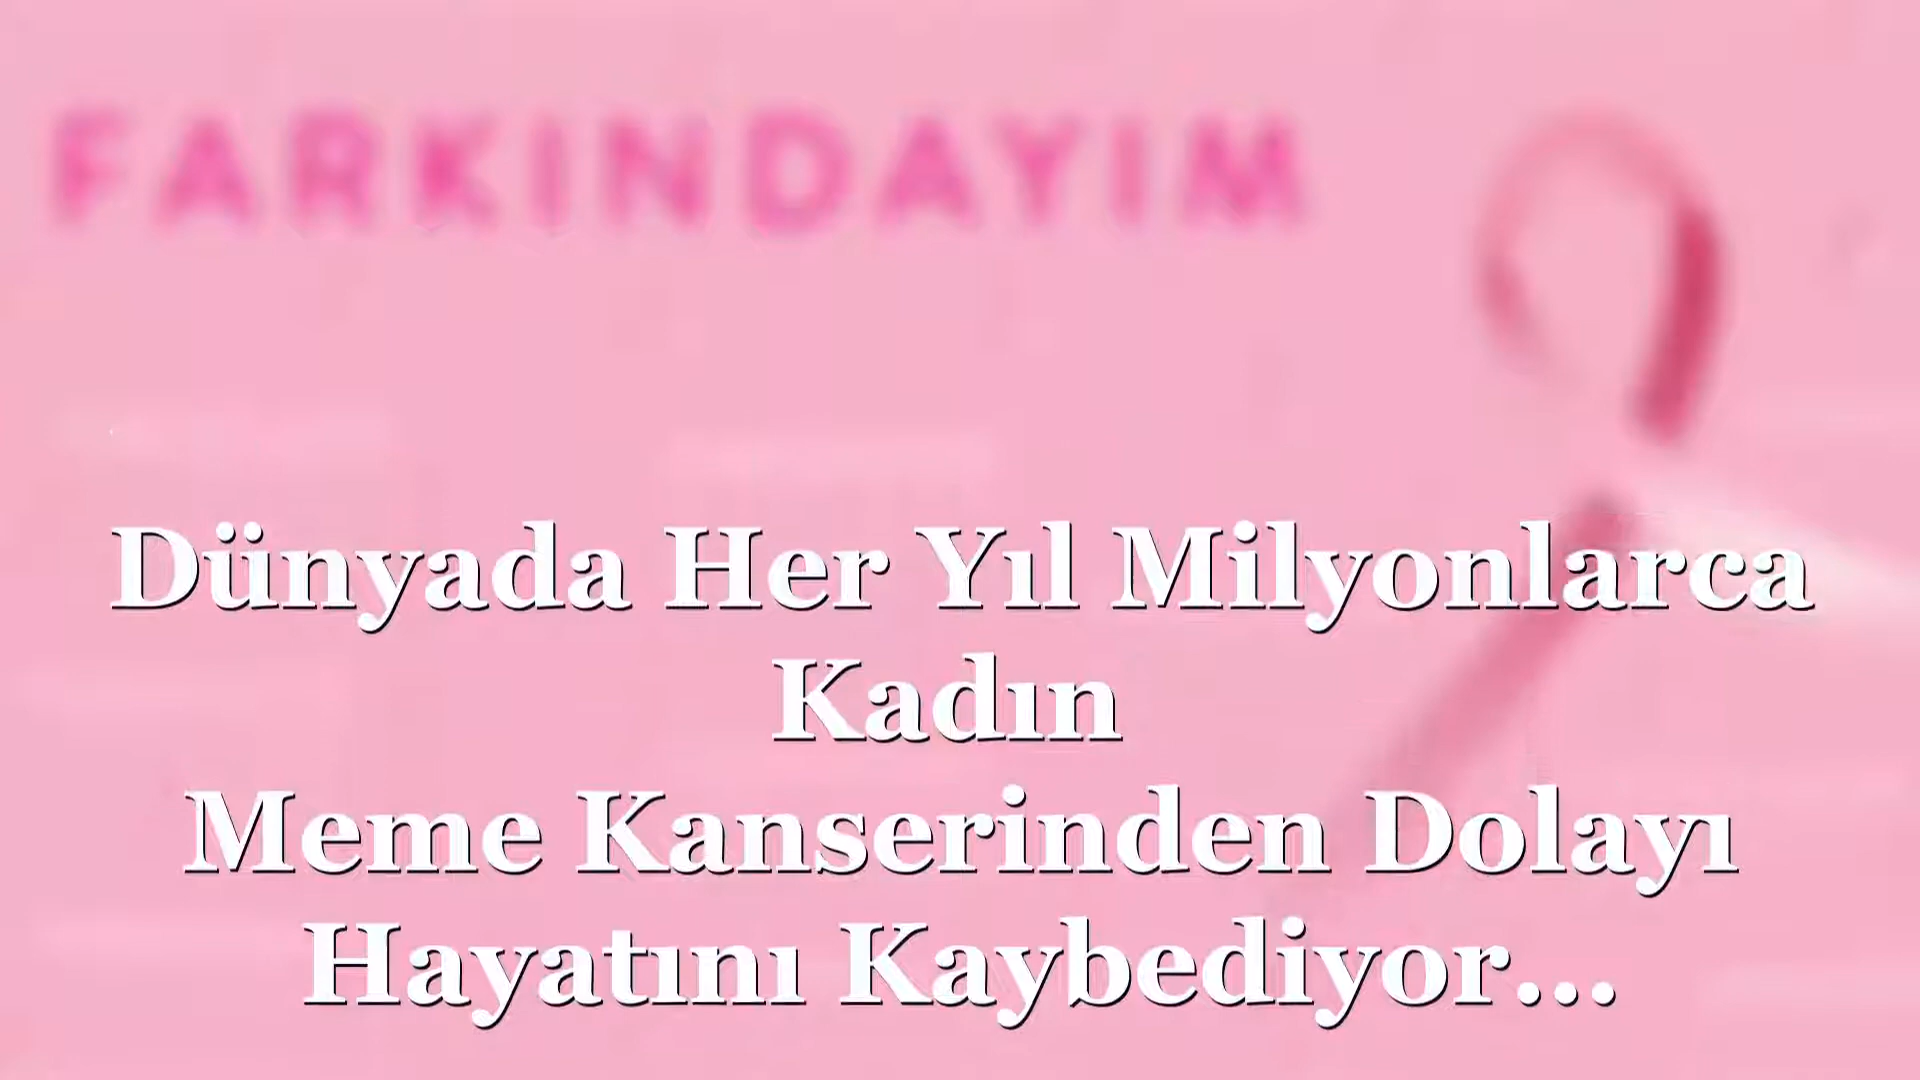 FARKINDAYIM
Dünyada Her Yıl Milyonlarca
Kadın
Meme Kanserinden Dolayı
Hayatını Kaybediyor...